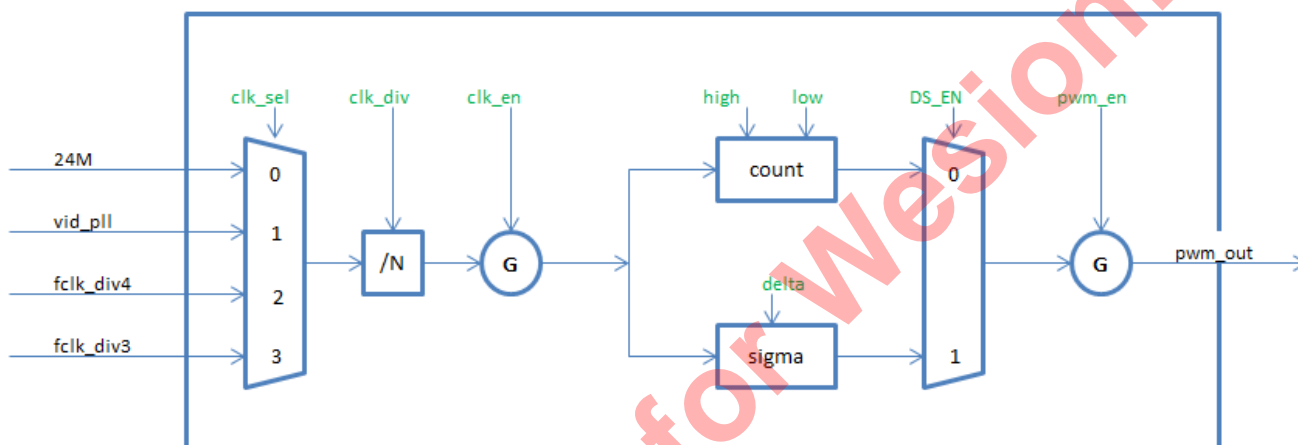 clk_sel clk_div clk_en high low DS_EN pwm_en
24M 0 count 0
vid_pll 1
/N G G pwm_out
fclk_div4 2 delta
fclk_div3 3 sigma 1
for Wesion